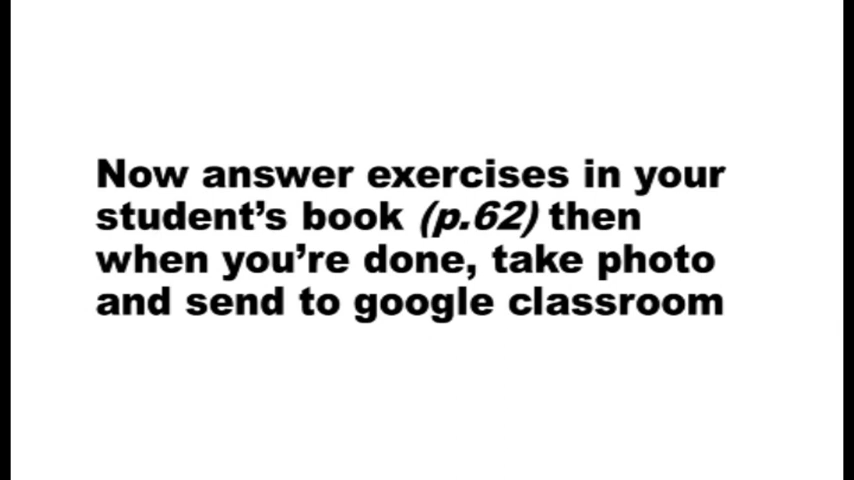 Now answer exercises in your
student’s book (p.62) then
when you’re done, take photo
and send to google classroom